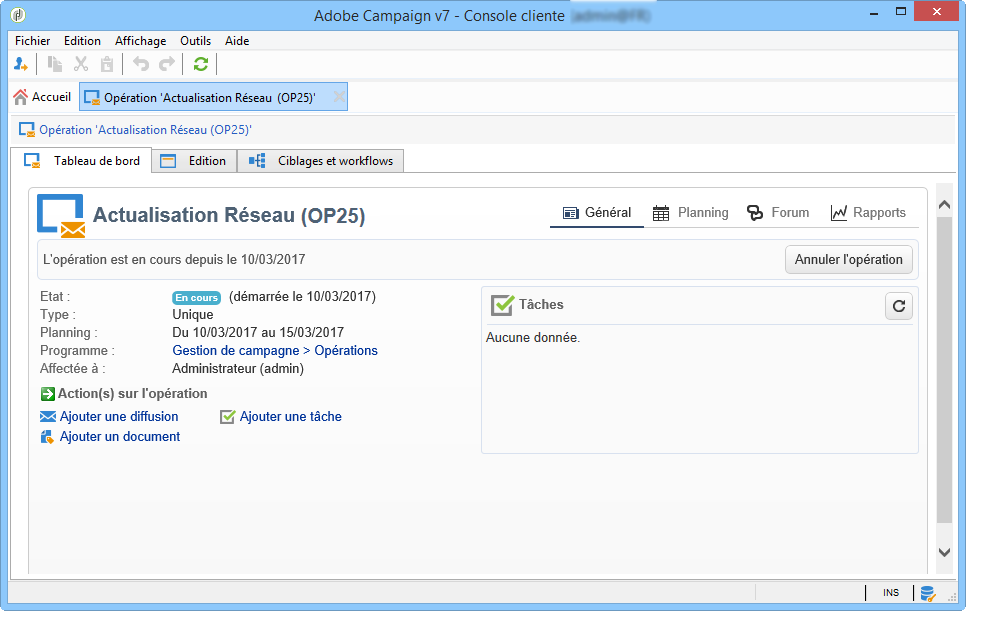 Adobe Campaign v7 - Console cliente
Fichier Edition Affichage Outils Aide
Accueil Opération 'Actualisation Réseau (OP25)'
Opération 'Actualisation Réseau (OP25)'
Tableau de bord Edition Ciblages et workflows
Actualisation Réseau (OP25) Général Planning Forum Rapports
L'opération est en cours depuis le 10/03/2017 Annuler l'opération
Etat : En cours (démarrée le 10/03/2017)
Type : Unique
Planning : Du 10/03/2017 au 15/03/2017
Programme : Gestion de campagne > Opérations
Affectée à : Administrateur (admin)
Action(s) sur l'opération
Ajouter une diffusion Ajouter une tâche
Ajouter un document
Tâches
Aucune donnée.
INS